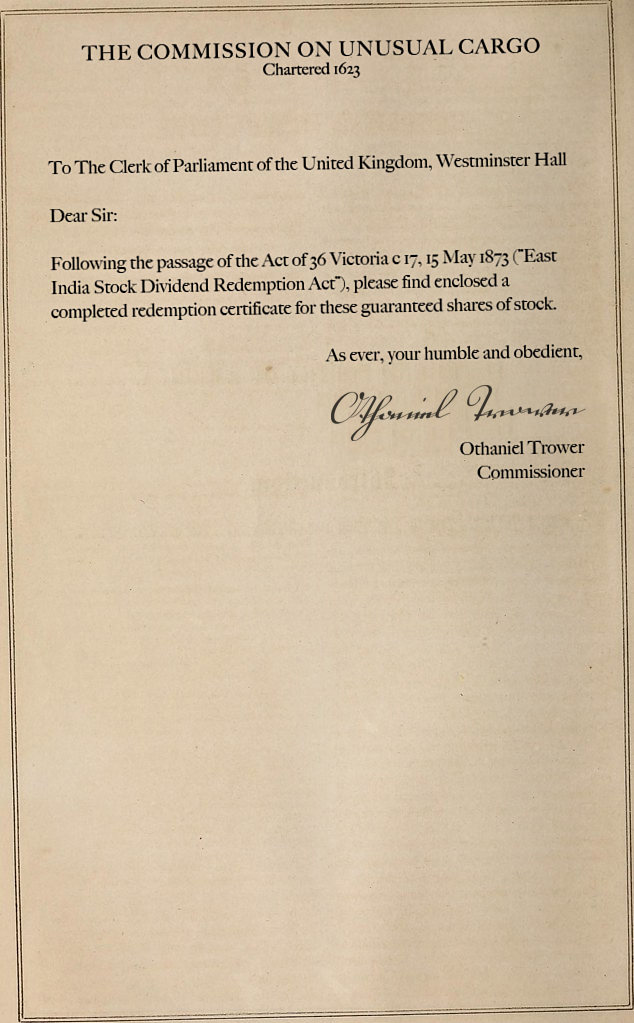 THE COMMISSION ON UNUSUAL CARGO
Chartered 1623
To The Clerk of Parliament of the United Kingdom, Westminster Hall
Dear Sir:
Following the passage of the Act of 36 Victoria c 17, 15 May 1873 ("East
India Stock Dividend Redemption Act"), please find enclosed a
completed redemption certificate for these guaranteed shares of stock.
As ever, your humble and obedient,
Othaniel Trower
Othaniel Trower
Commissioner